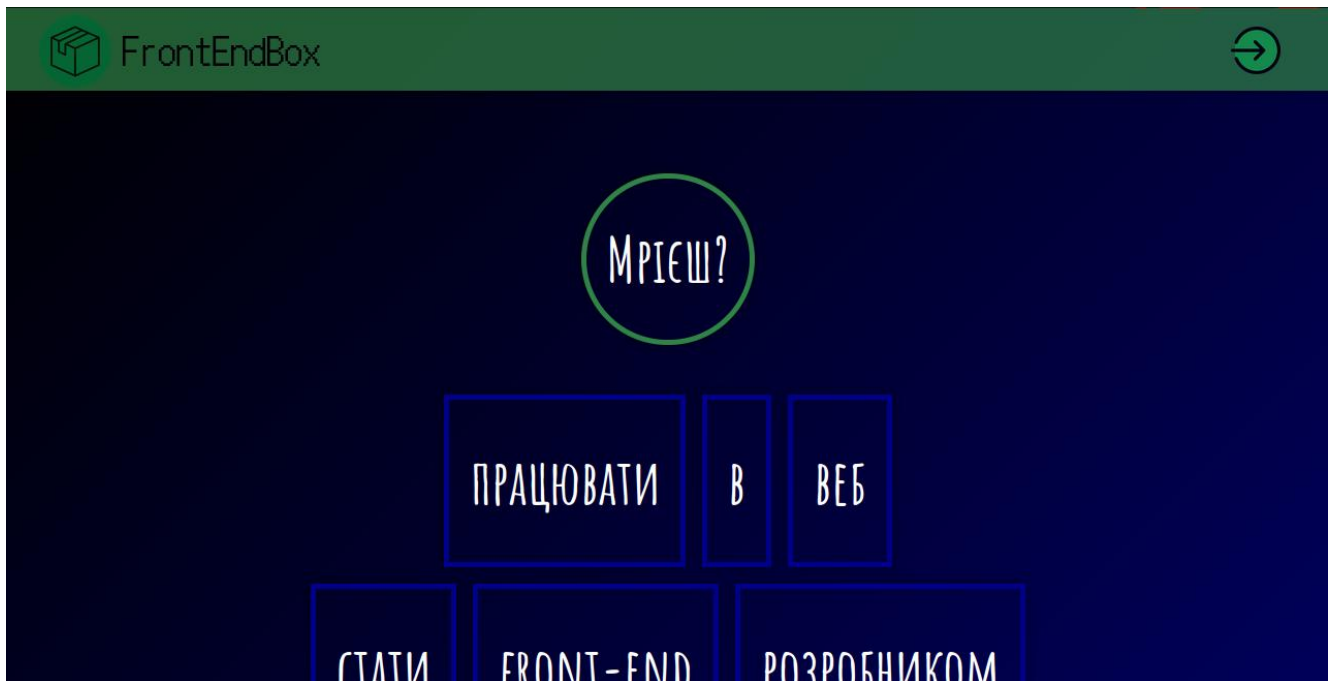 FrontEndBox
Мрієш?
ПРАЦЮВАТИ В ВЕБ
СТАТИ FRONT-END РОЗРОБНИКОМ